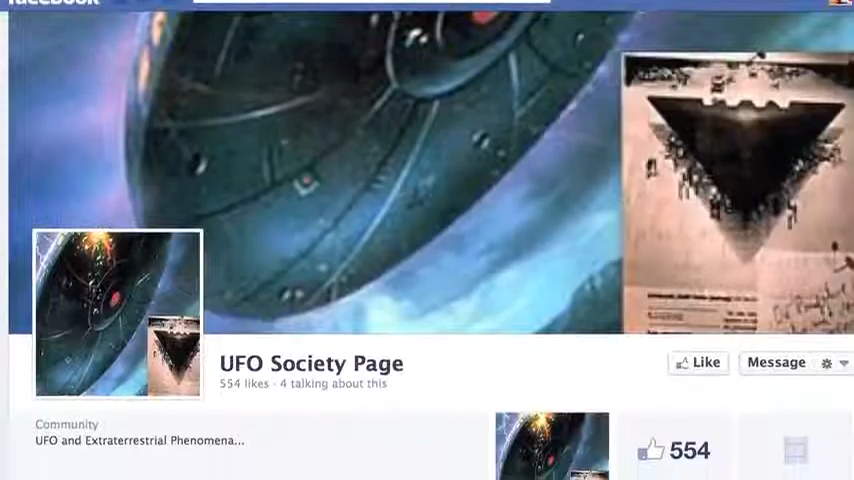 facebook
UFO Society Page
554 likes · 4 talking about this
Like
Message
Community
UFO and Extraterrestrial Phenomena...
554